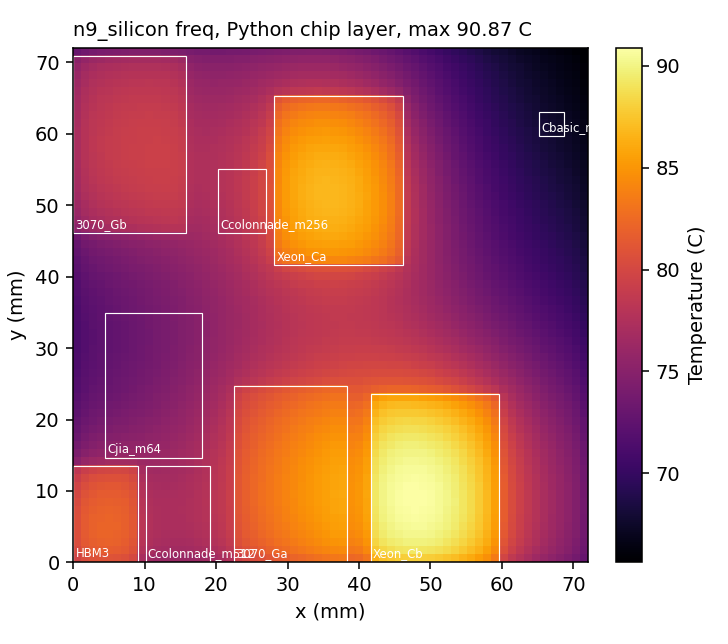 n9_silicon freq, Python chip layer, max 90.87 C
y (mm)
70
60
50
40
30
20
10
0
3070_Gb
Ccolonnade_m256
Xeon_Ca
Cjia_m64
HBM3
Ccolonnade_m512
3070_Ga
Xeon_Cb
0 10 20 30 40 50 60 70
x (mm)
90
85
80
75
70
Temperature (C)